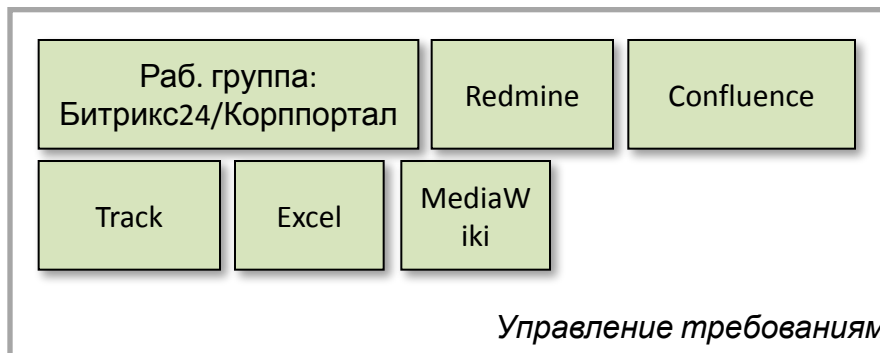 Раб. группа:
Битрикс24/Корппортал
Redmine
Confluence
Track
Excel
MediaW
iki
Управление требованиям